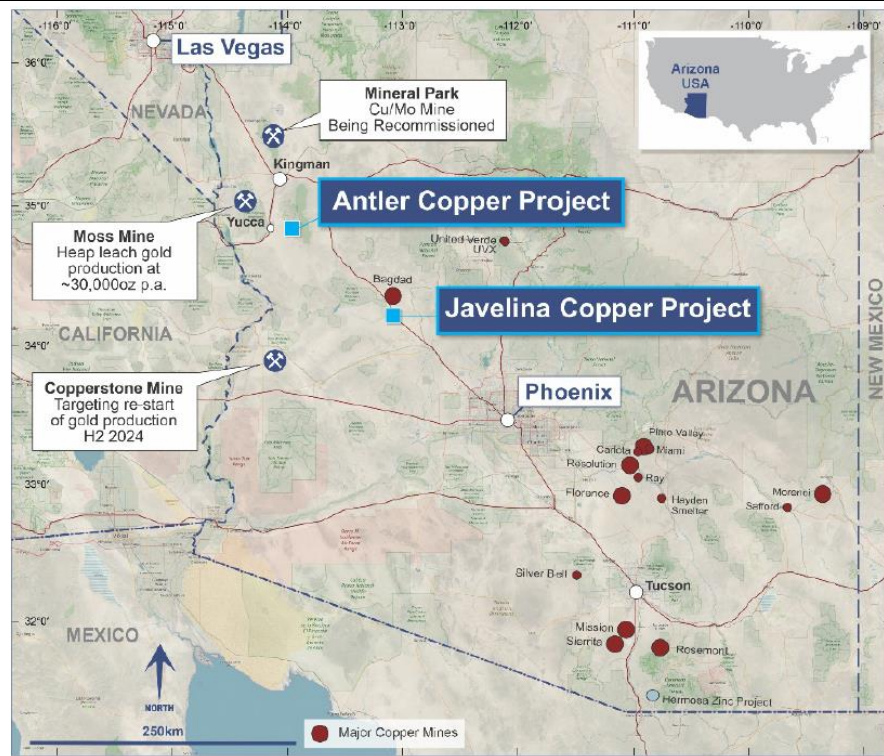 -116°0'
-115°0'
-114°0'
-113°0'
-112°0'
-111°0'
-110°0'
-109°0'
36°0'
35°0'
34°0'
33°0'
32°0'
Las Vegas
NEVADA
Arizona
USA
Mineral Park
Cu/Mo Mine
Being Recommissioned
Kingman
Antler Copper Project
Yucca
Moss Mine
Heap leach gold
production at
~30,000oz p.a.
United Verde
UVX
Bagdad
Javelina Copper Project
CALIFORNIA
NEW MEXICO
Copperstone Mine
Targeting re-start
of gold production
H2 2024
Phoenix
ARIZONA
Pinto Valley
Carlota
Miami
Resolution
Ray
Florence
Hayden
Smelter
Morenci
Safford
Silver Bell
Tucson
MEXICO
Mission
Sierrita
Rosemont
Hermosa Zinc Project
NORTH
250km
Major Copper Mines